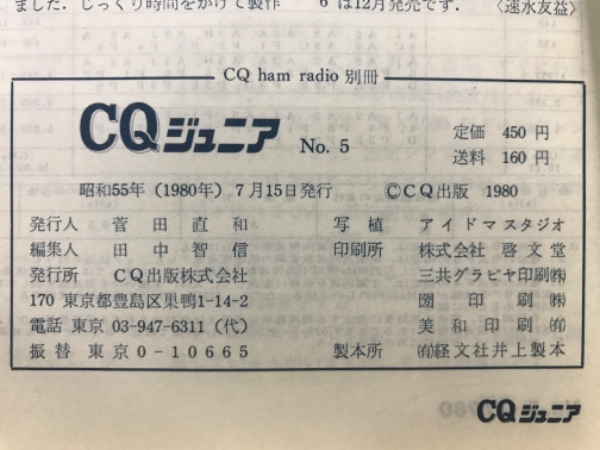 ました．じっくり時間をかけて製作
6 は12月発売です．
〈速水友益〉
CQ ham radio 別冊
CQ ジュニア No. 5
定価 450 円
送料 160 円
昭和55年（1980年）7月15日発行 ©CQ出版 1980
発行人 菅田直和
編集人 田中智信
発行所 CQ出版株式会社
170 東京都豊島区巣鴨1-14-2
電話 東京 03-947-6311（代）
振替 東京0-10665
写植 アイドマスタジオ
印刷所 株式会社 啓文堂
三共グラビヤ印刷㈱
圀印刷㈱
美和印刷㈲
製本所 ㈲経文社井上製本
CQ ジュニア